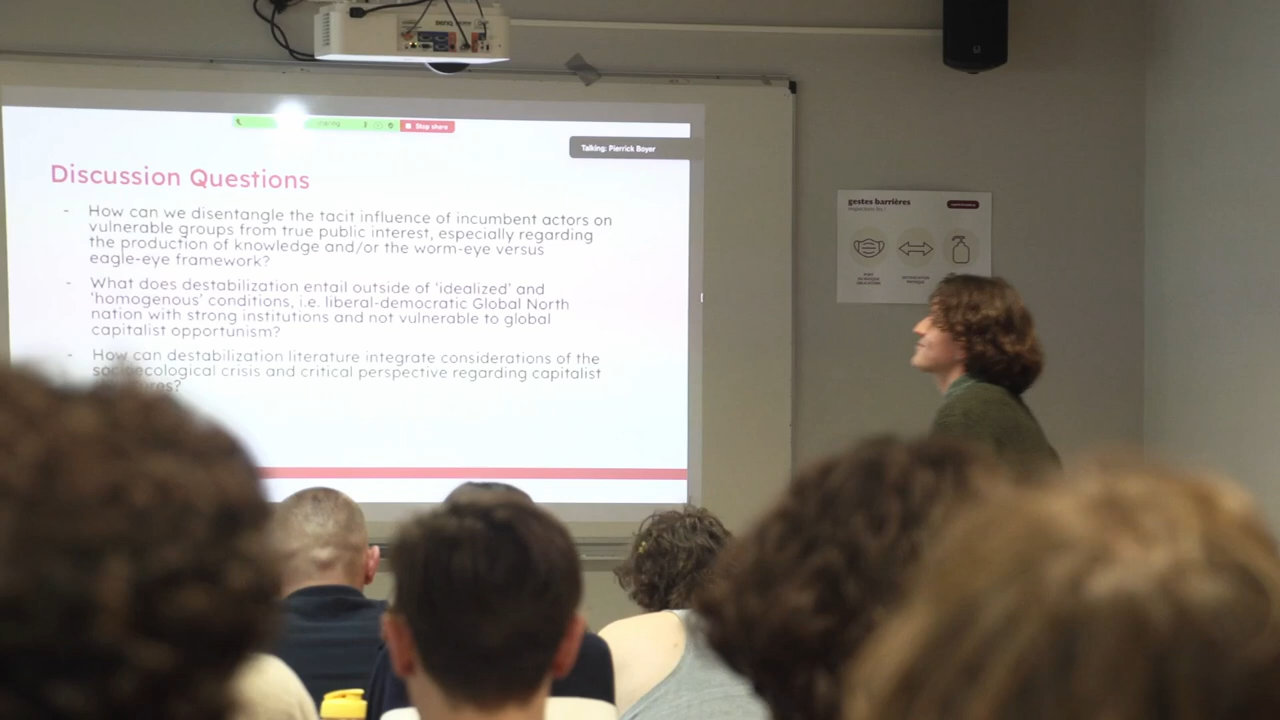 BenQ
Stop share
Talking: Pierrick Boyer
Discussion Questions
- How can we disentangle the tacit influence of incumbent actors on
vulnerable groups from true public interest, especially regarding
the production of knowledge and/or the worm-eye versus
eagle-eye framework?
- What does destabilization entail outside of 'idealized' and
'homogenous' conditions, i.e. liberal-democratic Global North
nation with strong institutions and not vulnerable to global
capitalist opportunism?
- How can destabilization literature integrate considerations of the
socioecological crisis and critical perspective regarding capitalist
gestes barrières